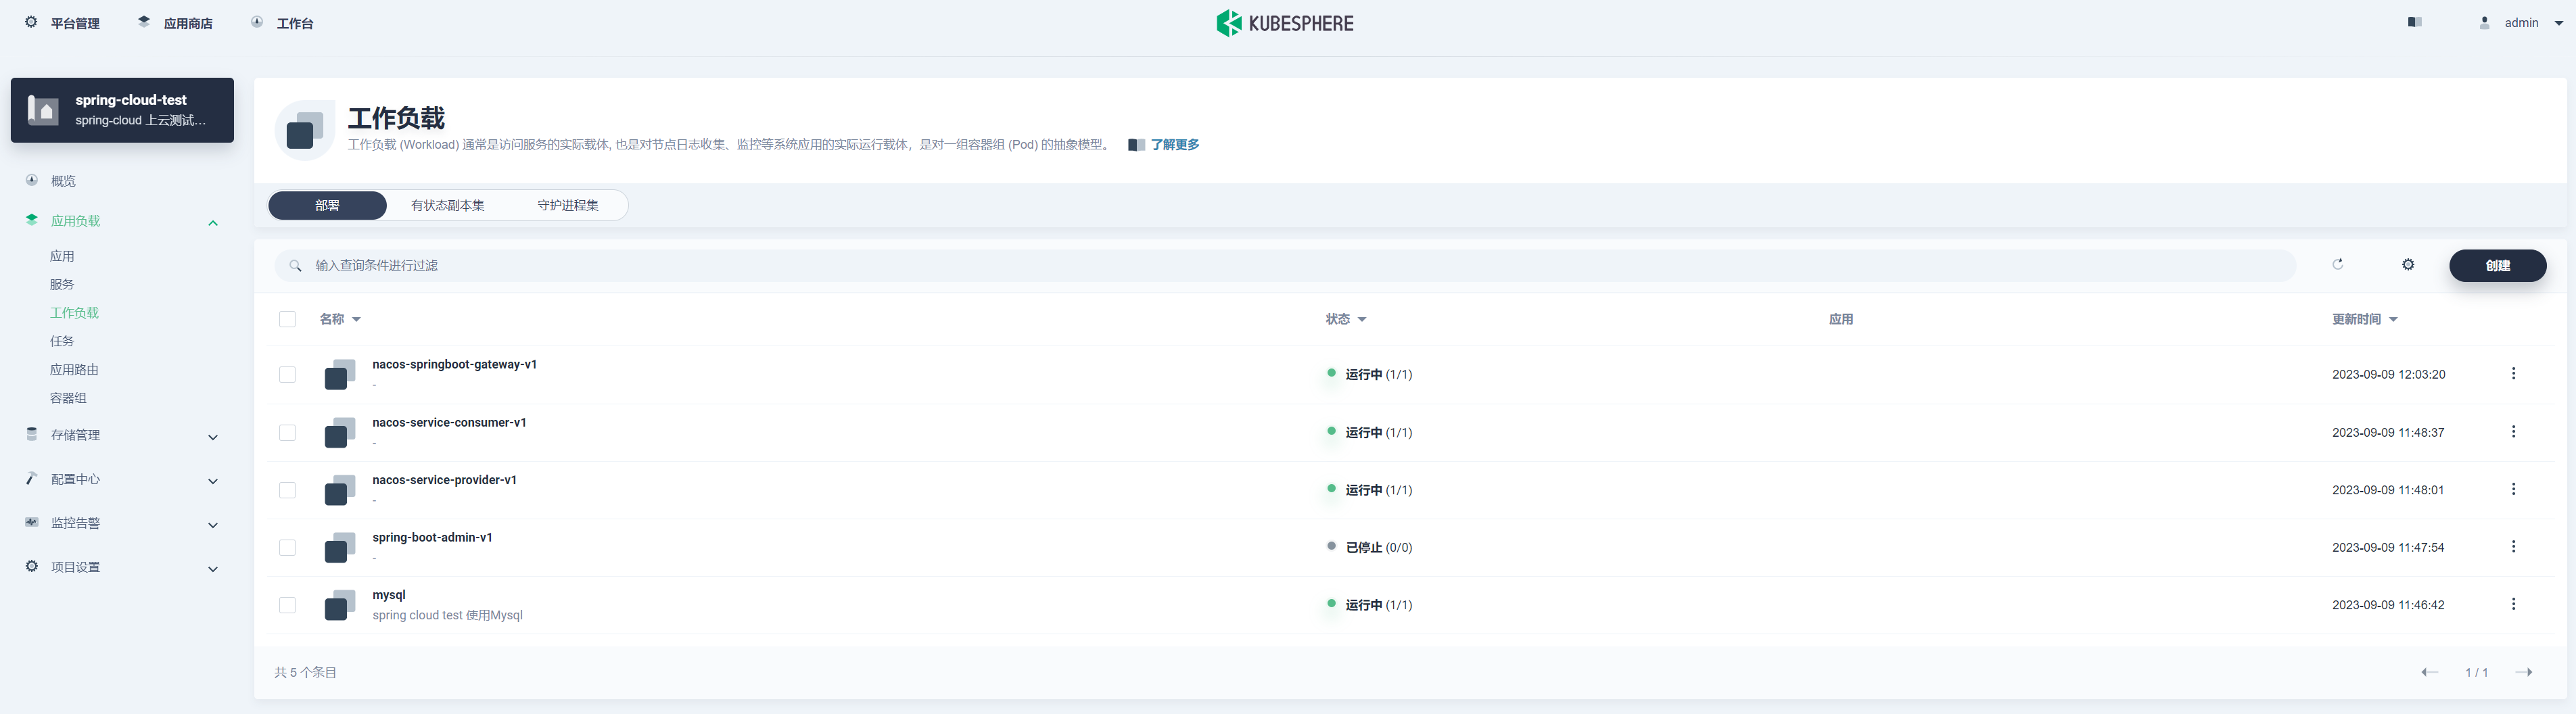 平台管理 应用商店 工作台 KUBESPHERE admin
spring-cloud-test
spring-cloud 上云测试...
概览
应用负载
应用
服务
工作负载
任务
应用路由
容器组
存储管理
配置中心
监控告警
项目设置
工作负载
工作负载 (Workload) 通常是访问服务的实际载体, 也是对节点日志收集、监控等系统应用的实际运行载体，是对一组容器组 (Pod) 的抽象模型。 了解更多
部署 有状态副本集 守护进程集
输入查询条件进行过滤 创建
名称 状态 应用 更新时间
nacos-springboot-gateway-v1
-
运行中 (1/1) 2023-09-09 12:03:20
nacos-service-consumer-v1
-
运行中 (1/1) 2023-09-09 11:48:37
nacos-service-provider-v1
-
运行中 (1/1) 2023-09-09 11:48:01
spring-boot-admin-v1
-
已停止 (0/0) 2023-09-09 11:47:54
mysql
spring cloud test 使用Mysql
运行中 (1/1) 2023-09-09 11:46:42
共 5 个条目 1 / 1